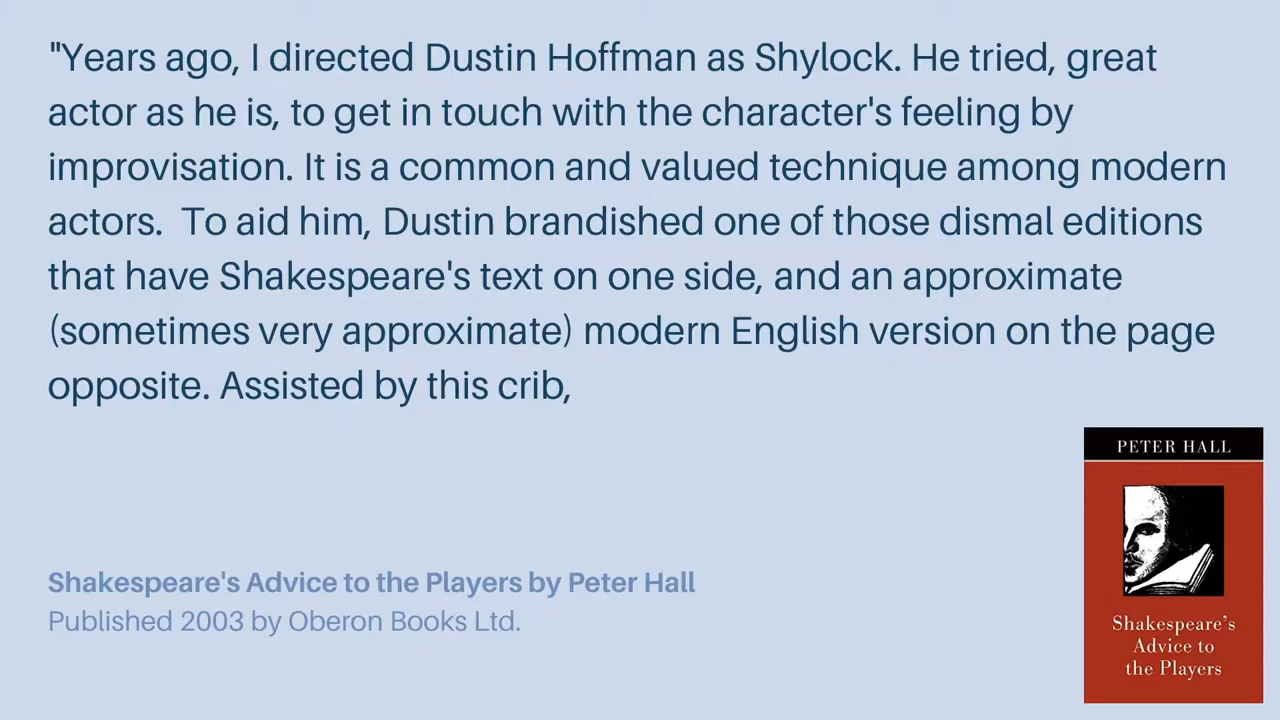 "Years ago, I directed Dustin Hoffman as Shylock. He tried, great
actor as he is, to get in touch with the character's feeling by
improvisation. It is a common and valued technique among modern
actors.  To aid him, Dustin brandished one of those dismal editions
that have Shakespeare's text on one side, and an approximate
(sometimes very approximate) modern English version on the page
opposite. Assisted by this crib,
Shakespeare's Advice to the Players by Peter Hall
Published 2003 by Oberon Books Ltd.
PETER HALL
Shakespeare's
Advice to
the Players